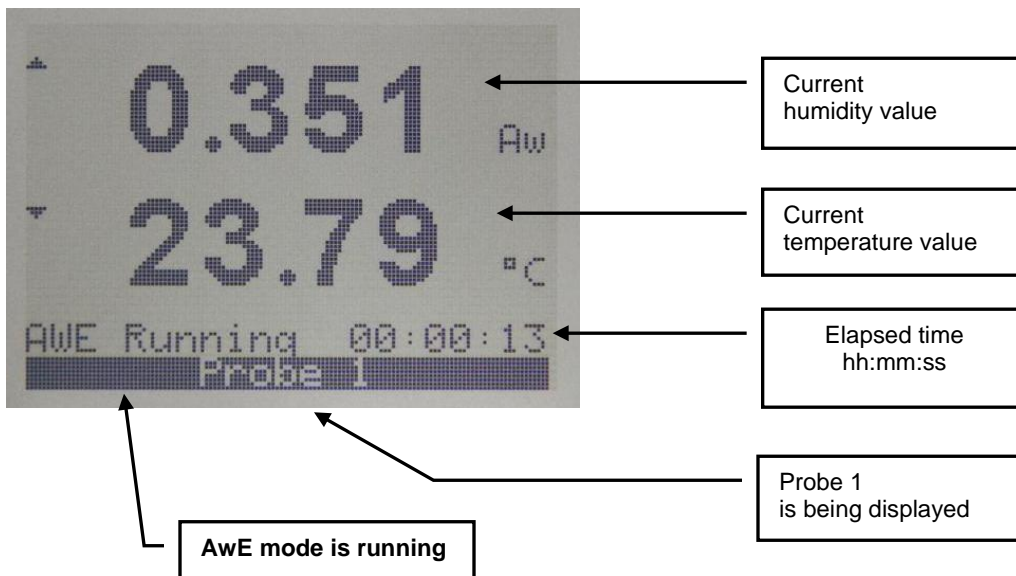 0.351 Aw
23.79 °C
AWE Running 00:00:13
Probe 1
Current
humidity value
Current
temperature value
Elapsed time
hh:mm:ss
Probe 1
is being displayed
AwE mode is running